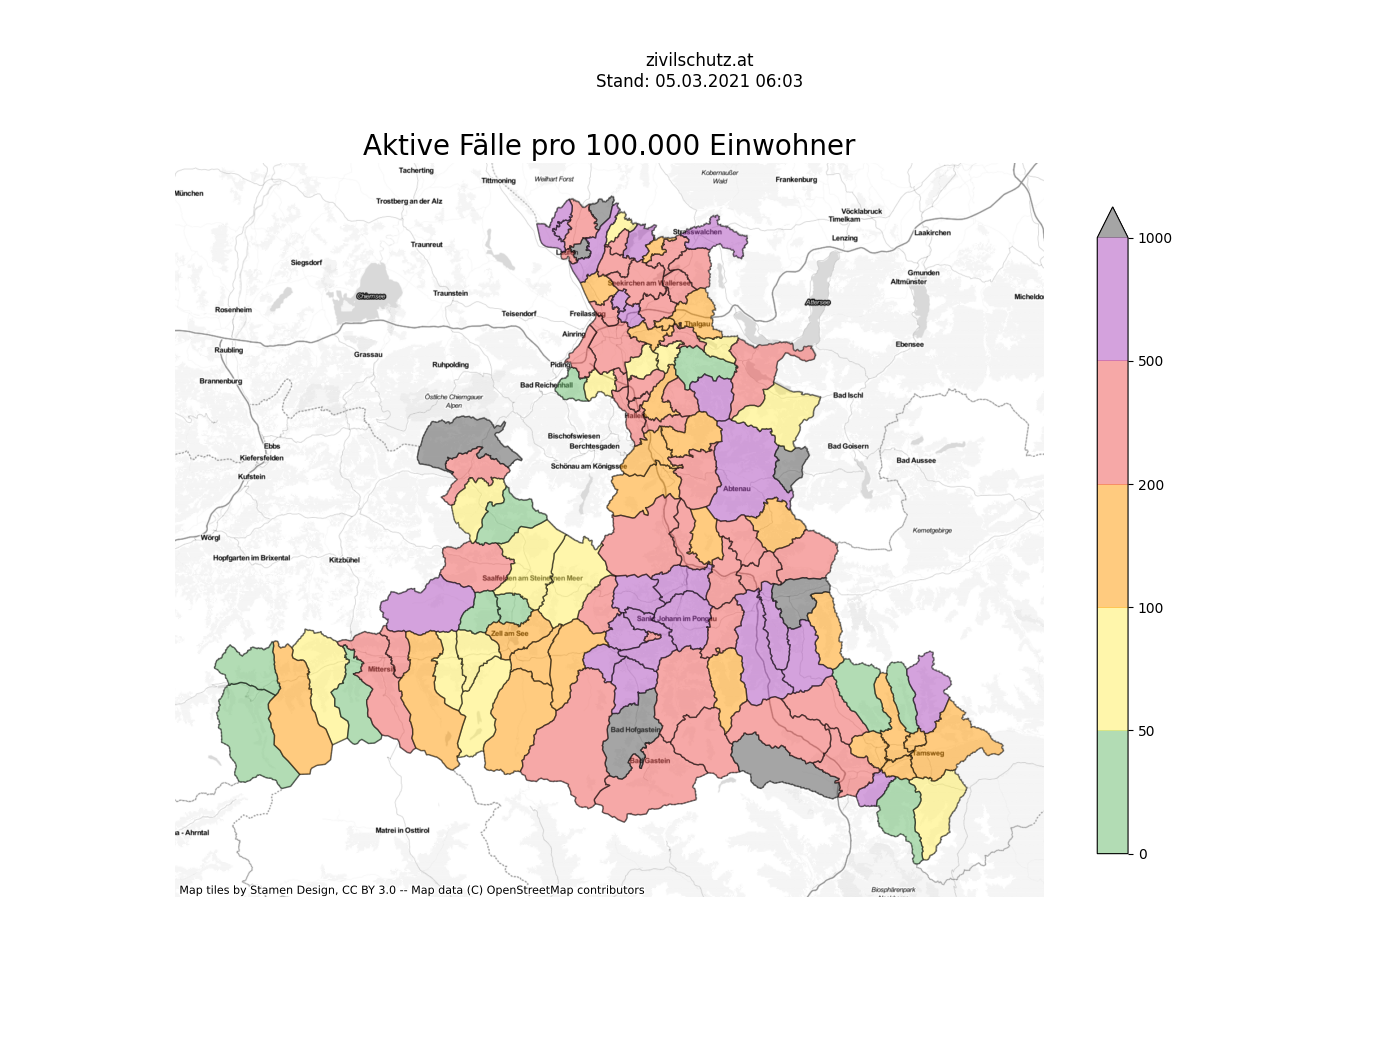 zivilschutz.at
Stand: 05.03.2021 06:03
Aktive Fälle pro 100.000 Einwohner
Tacherting
Tittmoning
Weilhart Forst
Kobernaußer
Wald
Frankenburg
München
Trostberg an der Alz
Vöcklabruck
Timelkam
Laakirchen
Strasswalchen
Lenzing
Traunreut
Siegsdorf
Gmunden
Altmünster
Seekirchen am Wallersee
Chiemsee
Traunstein
Attersee
Micheldo
Rosenheim
Teisendorf
Freilassing
Thalgau
Ainring
Ebensee
Raubling
Grassau
Ruhpolding
Piding
Brannenburg
Bad Reichenhall
Bad Ischl
Östliche Chiemgauer
Alpen
Hallein
Bischofswiesen
Ebbs
Berchtesgaden
Bad Goisern
Kiefersfelden
Schönau am Königssee
Bad Aussee
Kufstein
Abtenau
Kemetgebirge
Wörgl
Hopfgarten im Brixental
Kitzbühel
Saalfelden am Steinernen Meer
Sankt Johann im Pongau
Zell am See
Mittersill
Bad Hofgastein
Bad Gastein
Tamsweg
a - Ahrntal
Matrei in Osttirol
Biosphärenpark
Map tiles by Stamen Design, CC BY 3.0 -- Map data (C) OpenStreetMap contributors
1000
500
200
100
50
0